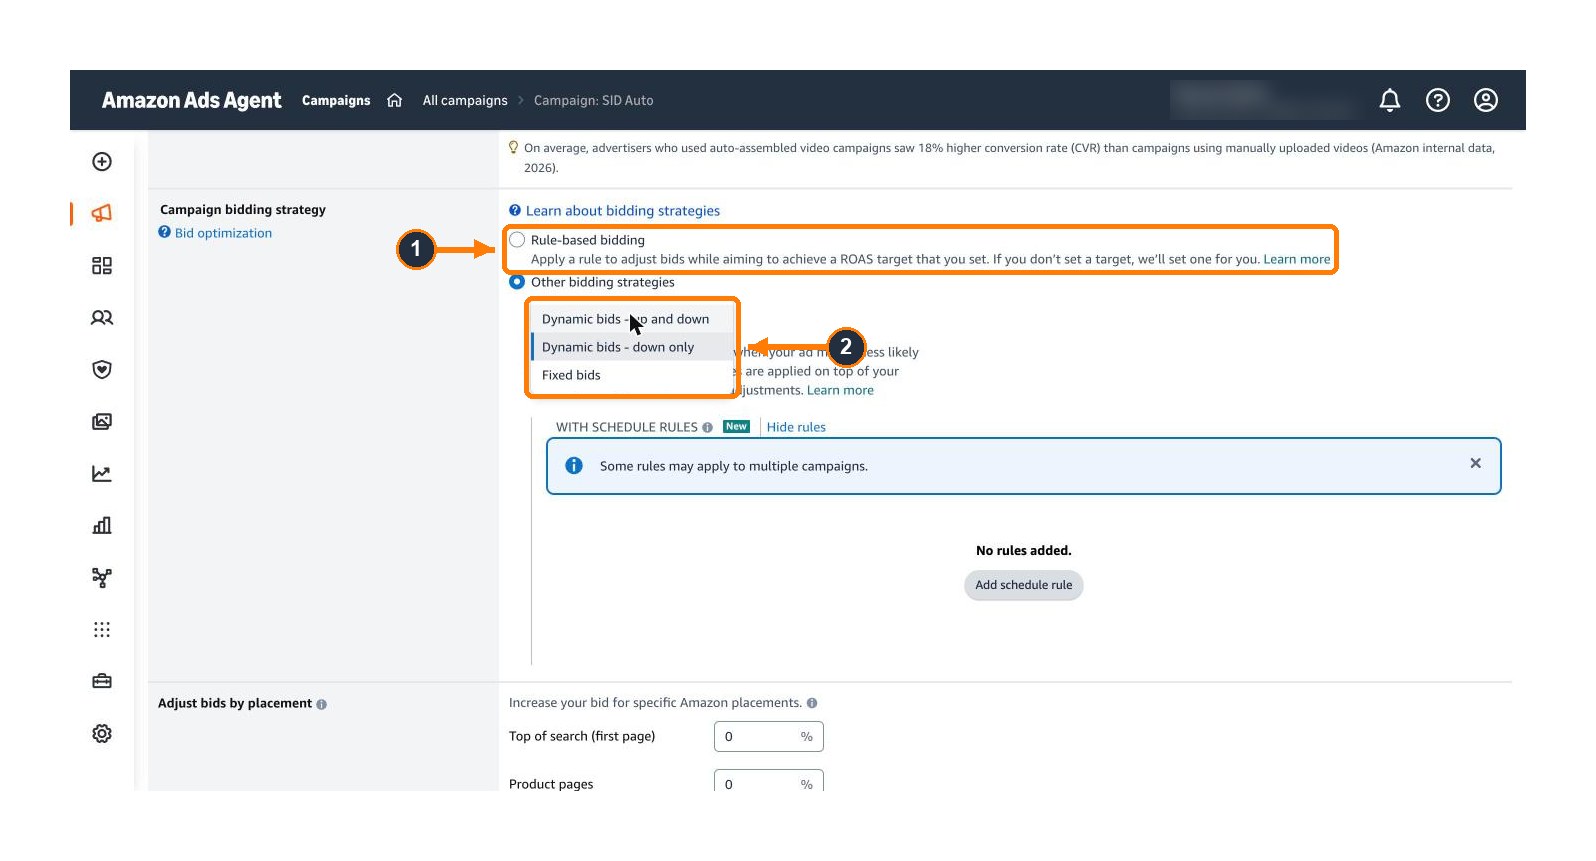 Amazon Ads Agent Campaigns All campaigns > Campaign: SID Auto
On average, advertisers who used auto-assembled video campaigns saw 18% higher conversion rate (CVR) than campaigns using manually uploaded videos (Amazon internal data,
2026).
Campaign bidding strategy
Bid optimization
Learn about bidding strategies
1
Rule-based bidding
Apply a rule to adjust bids while aiming to achieve a ROAS target that you set. If you don't set a target, we'll set one for you. Learn more
Other bidding strategies
Dynamic bids - up and down
Dynamic bids - down only
Fixed bids
2
when your ad less likely
are applied on top of your
Learn more
WITH SCHEDULE RULES New Hide rules
Some rules may apply to multiple campaigns.
No rules added.
Add schedule rule
Adjust bids by placement
Increase your bid for specific Amazon placements.
Top of search (first page) 0 %
Product pages 0 %